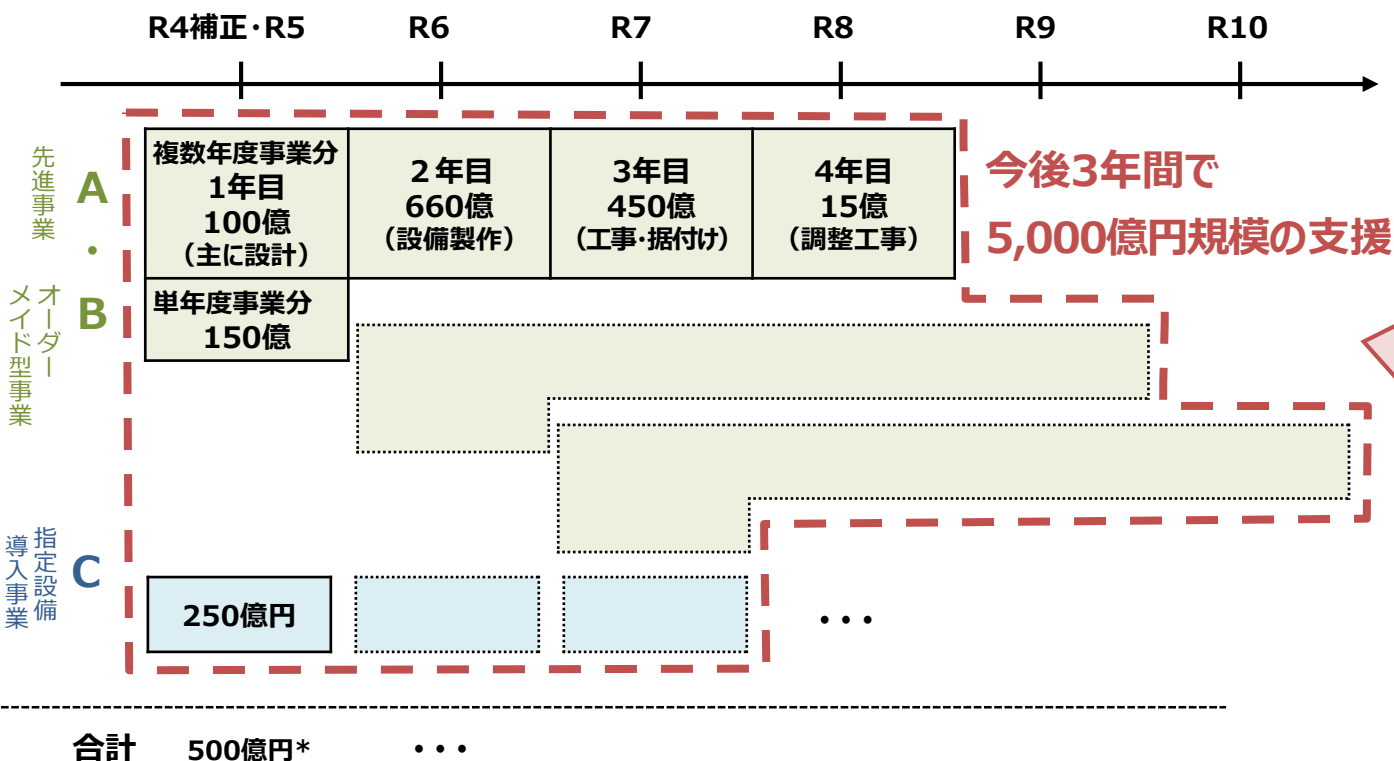 R4補正・R5
R6
R7
R8
R9
R10
先進事業
A
・
B
オーダー
メイド型事業
複数年度事業分
1年目
100億
（主に設計）
２年目
660億
（設備製作）
3年目
450億
（工事・据付け）
4年目
15億
（調整工事）
今後3年間で
5,000億円規模の支援
単年度事業分
150億
指定設備
導入事業
C
250億円
・・・
合計
500億円*
・・・